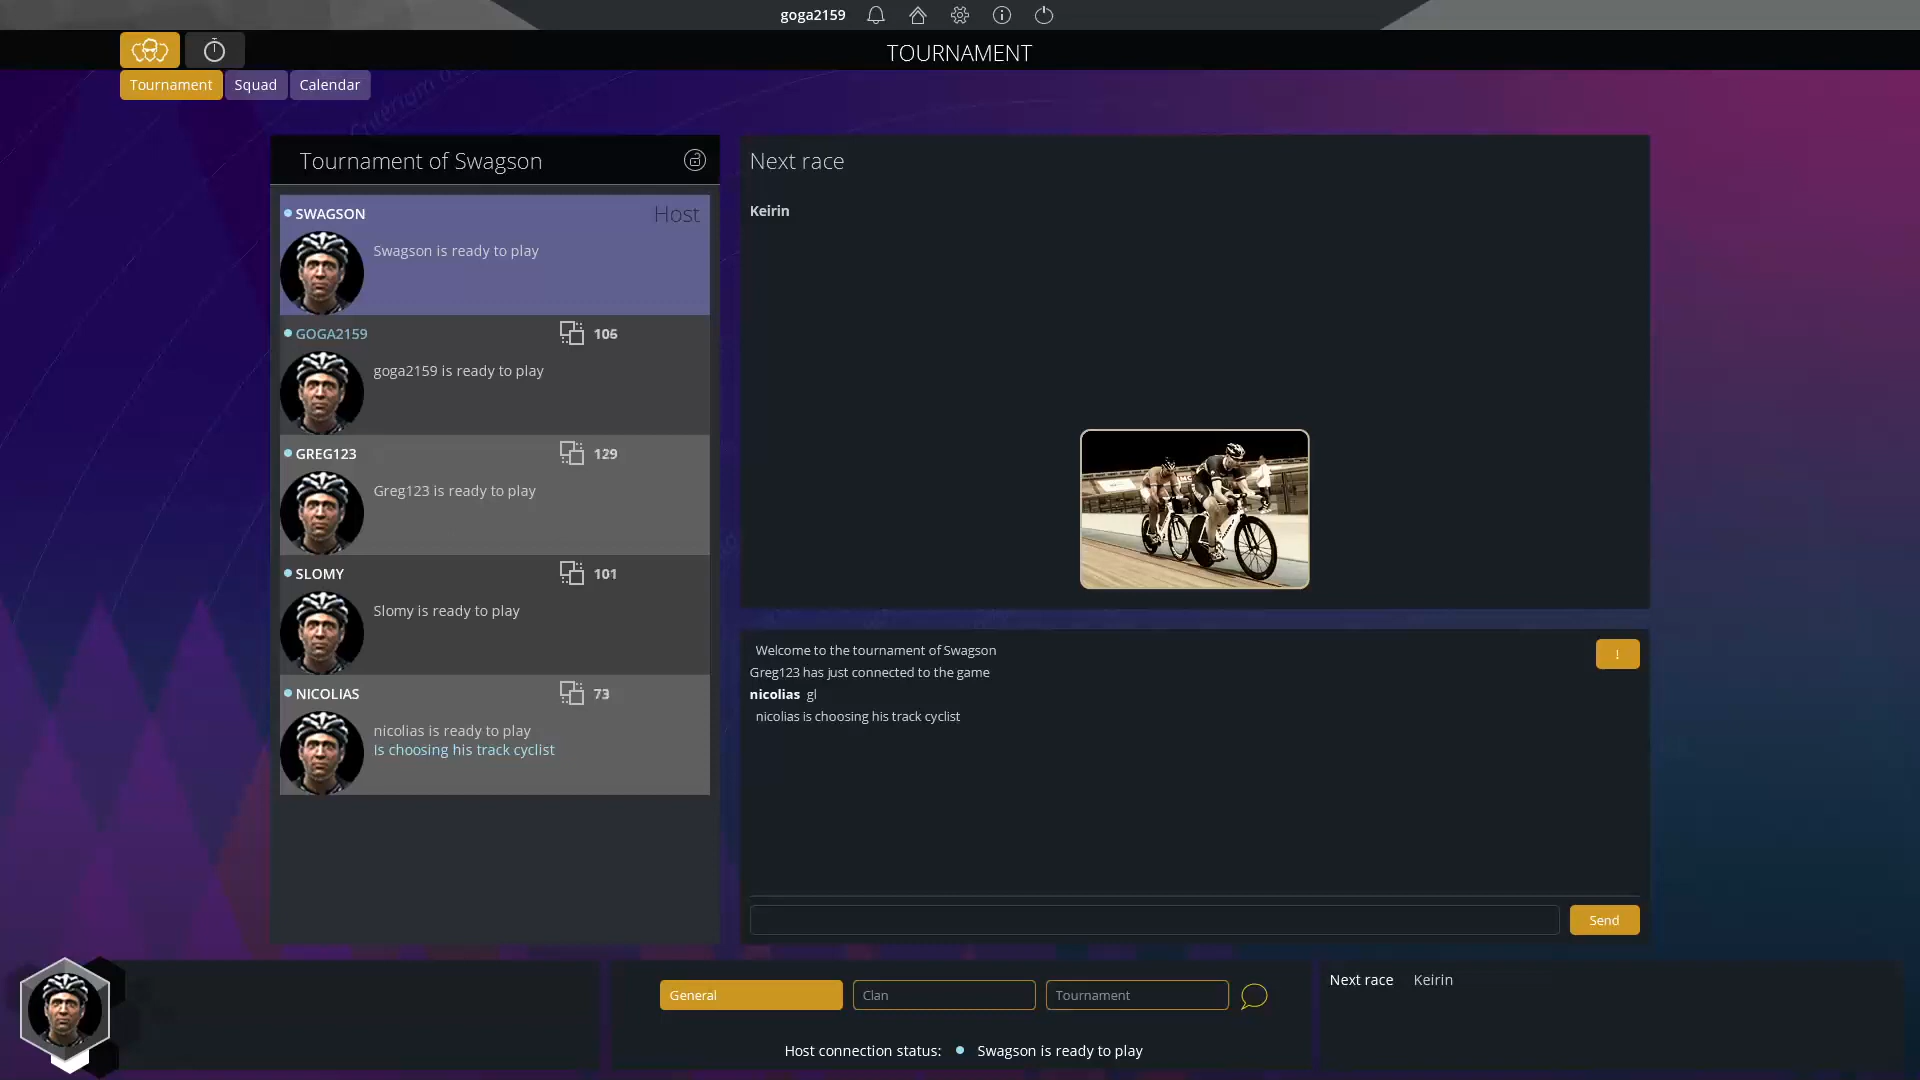 goga2159
TOURNAMENT
Tournament
Squad
Calendar
Tournament of Swagson
SWAGSON
Host
Swagson is ready to play
GOGA2159
106
goga2159 is ready to play
GREG123
129
Greg123 is ready to play
SLOMY
101
Slomy is ready to play
NICOLIAS
73
nicolias is ready to play
Is choosing his track cyclist
Next race
Keirin
Welcome to the tournament of Swagson
!
Greg123 has just connected to the game
nicolias gl
nicolias is choosing his track cyclist
Send
General
Clan
Tournament
Host connection status: Swagson is ready to play
Next race Keirin